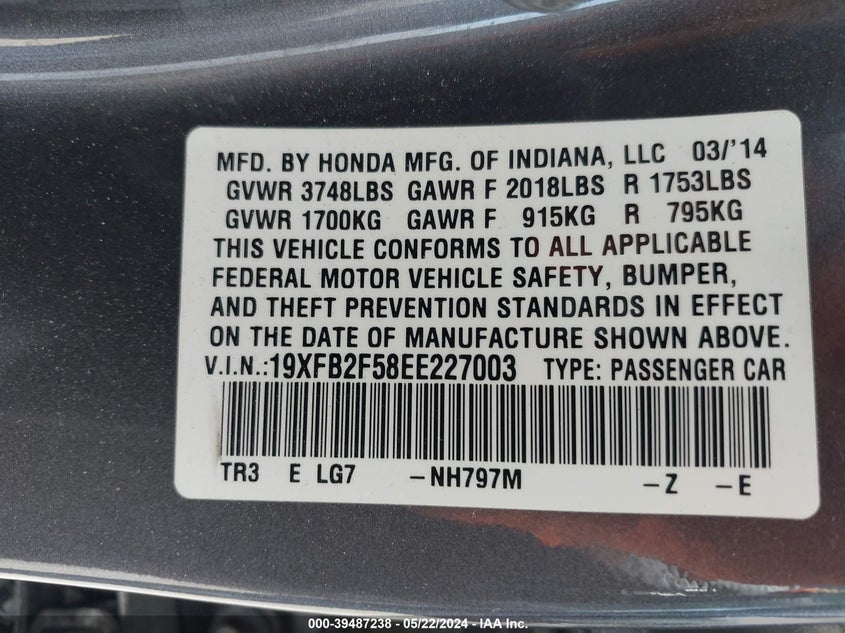 MFD. BY HONDA MFG. OF INDIANA, LLC 03/'14
GVWR 3748LBS GAWR F 2018LBS R 1753LBS
GVWR 1700KG GAWR F 915KG R 795KG
THIS VEHICLE CONFORMS TO ALL APPLICABLE
FEDERAL MOTOR VEHICLE SAFETY, BUMPER,
AND THEFT PREVENTION STANDARDS IN EFFECT
ON THE DATE OF MANUFACTURE SHOWN ABOVE.
V.I.N.:19XFB2F58EE227003 TYPE: PASSENGER CAR
TR3 E LG7 -NH797M -Z -E
000-39487238 - 05/22/2024 - IAA Inc.